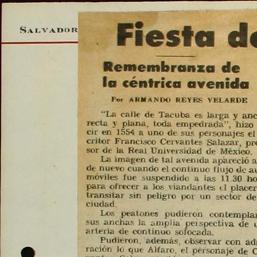 SALVADOR
Fiesta de
Remembranza de
la céntrica avenida
Por ARMANDO REYES VELARDE
"La calle de Tacuba es larga y anc
recta y plana, toda empedrada", hizo
cir en 1554 a uno de sus personajes el
critor Francisco Cervantes Salazar, pre
sor de la Real Universidad de México.
La imagen de tal avenida apareció a
de nuevo cuando el continuo flujo de au
móviles fue suspendido a las 11.30 ho
para ofrecer a los viandantes el placer
transitar sin peligro por un sector de
ciudad.
Los peatones pudieron contemplar
sus anchas la amplia perspectiva de u
arteria de continuo sofocada.
Pudieron, además, observar con adi
ración lo que Alfaro, el personaje de C